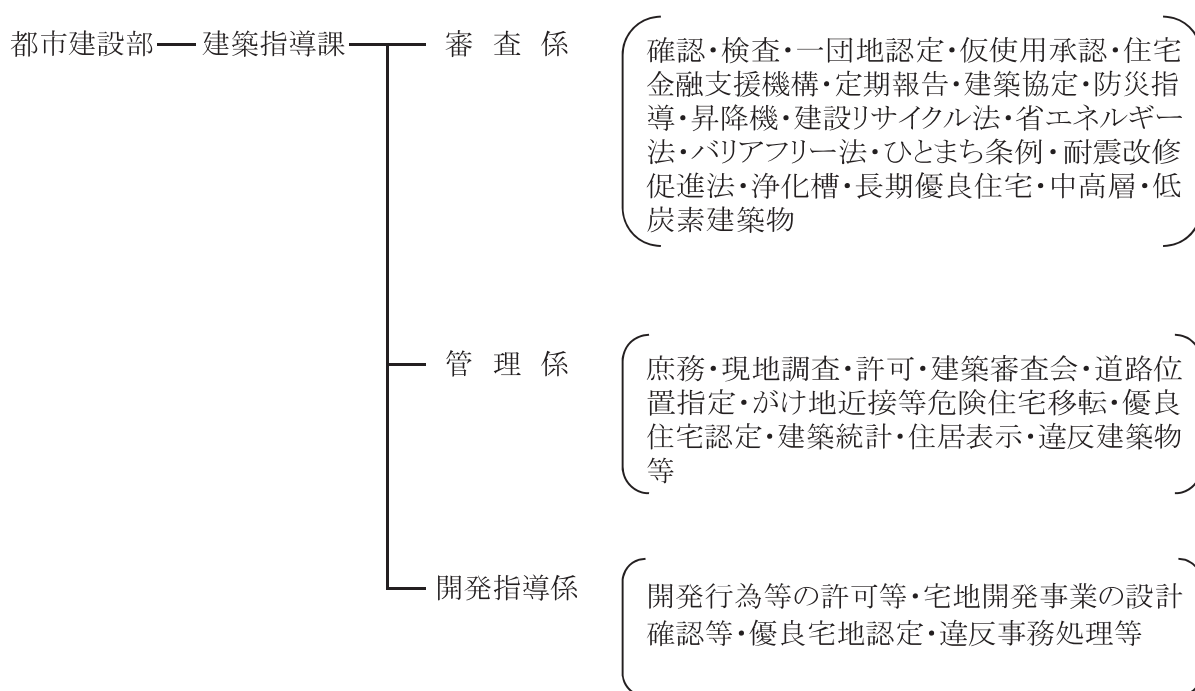 都市建設部 建築指導課 審査係
確認・検査・一団地認定・仮使用承認・住宅
金融支援機構・定期報告・建築協定・防災指
導・昇降機・建設リサイクル法・省エネルギー
法・バリアフリー法・ひとまち条例・耐震改修
促進法・浄化槽・長期優良住宅・中高層・低
炭素建築物
管理係
庶務・現地調査・許可・建築審査会・道路位
置指定・がけ地近接等危険住宅移転・優良
住宅認定・建築統計・住居表示・違反建築物
等
開発指導係
開発行為等の許可等・宅地開発事業の設計
確認等・優良宅地認定・違反事務処理等